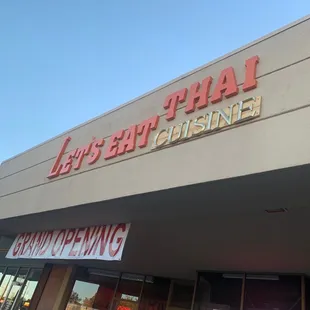 LET'S EAT THAI
CUISINE
GRAND OPENING